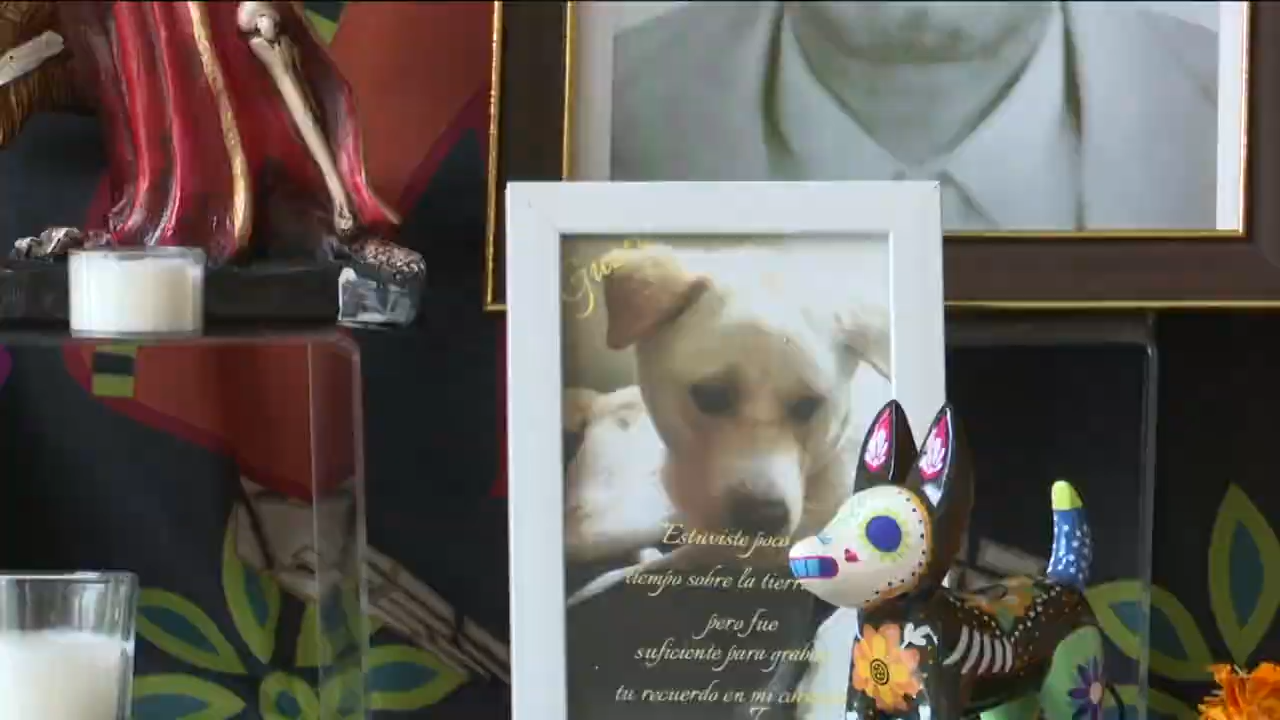 Estuviste poco
tiempo sobre la tierra
pero fue
suficiente para grabar
tu recuerdo en mi